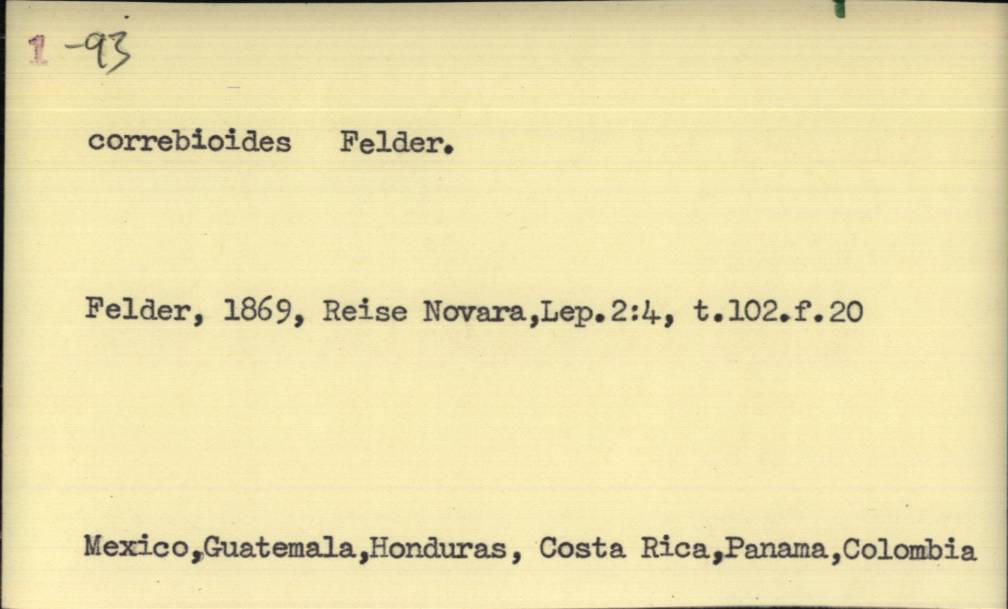 1 -93
correbioides Felder.
Felder, 1869, Reise Novara,Lep.2:4, t.102.f.20
Mexico,Guatemala,Honduras, Costa Rica,Panama,Colombia